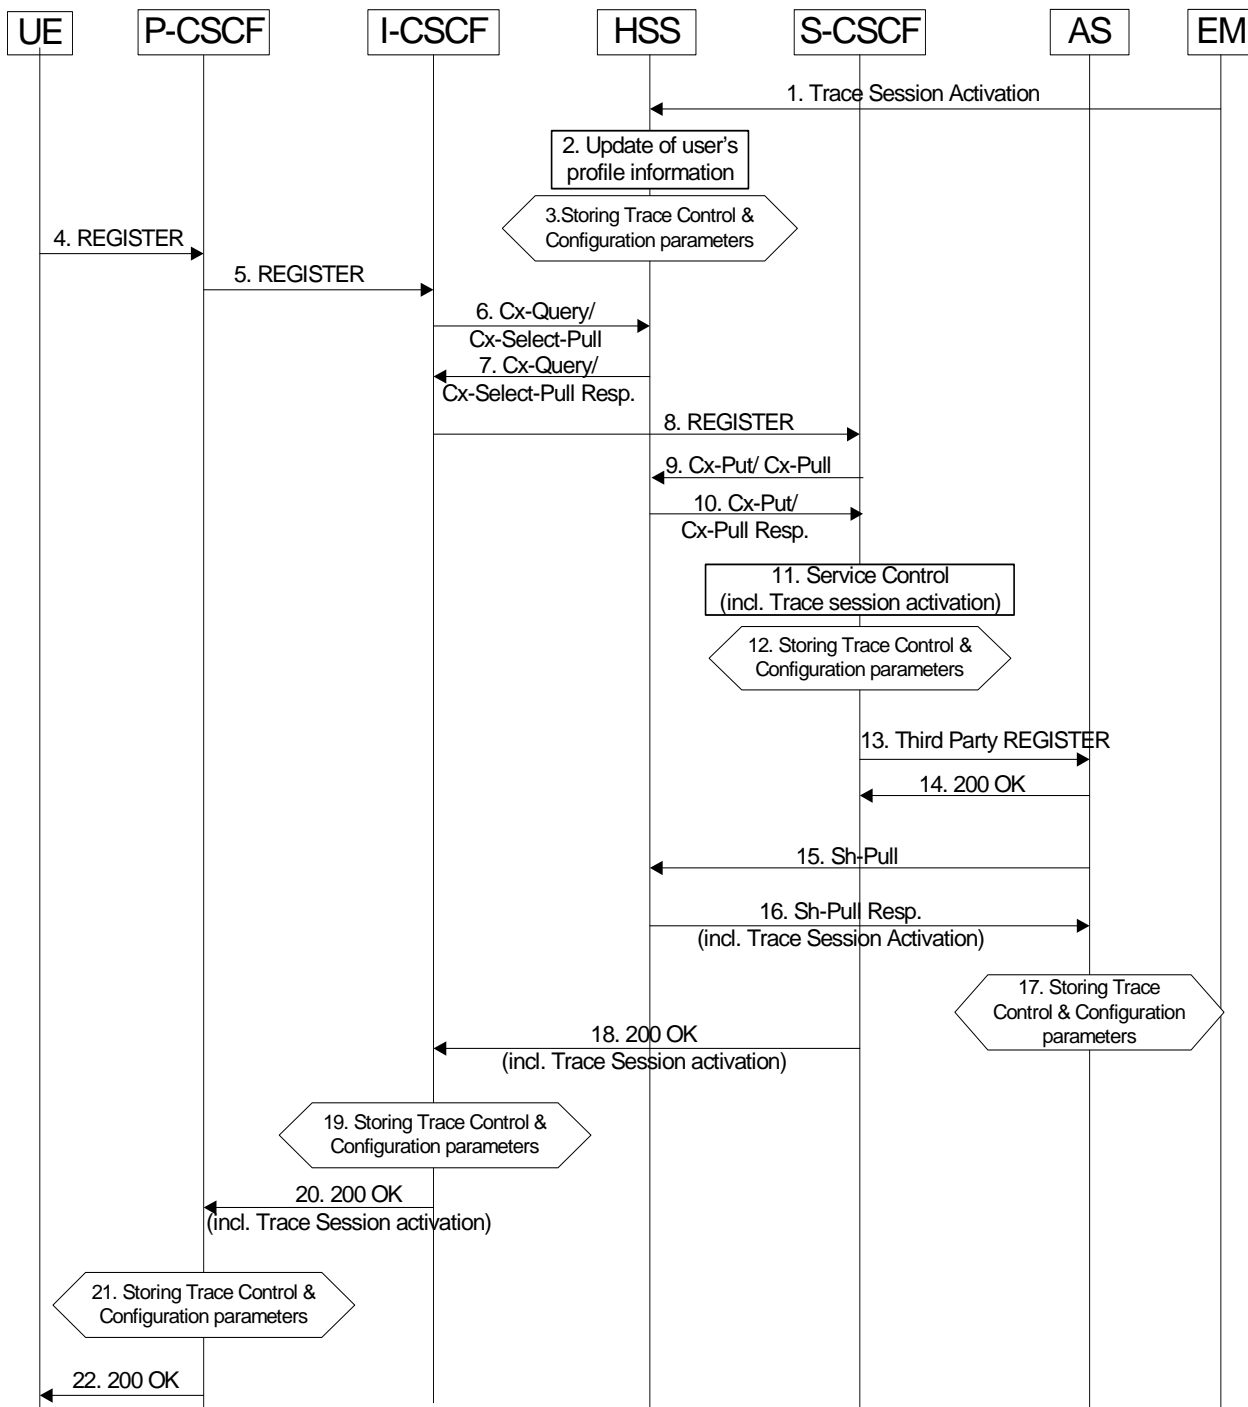 UE
P-CSCF
I-CSCF
HSS
S-CSCF
AS
EM
1. Trace Session Activation
2. Update of user's
profile information
3.Storing Trace Control &
Configuration parameters
4. REGISTER
5. REGISTER
6. Cx-Query/
Cx-Select-Pull
7. Cx-Query/
Cx-Select-Pull Resp.
8. REGISTER
9. Cx-Put/ Cx-Pull
10. Cx-Put/
Cx-Pull Resp.
11. Service Control
(incl. Trace session activation)
12. Storing Trace Control &
Configuration parameters
13. Third Party REGISTER
14. 200 OK
15. Sh-Pull
16. Sh-Pull Resp.
(incl. Trace Session Activation)
17. Storing Trace
Control & Configuration
parameters
18. 200 OK
(incl. Trace Session activation)
19. Storing Trace Control &
Configuration parameters
20. 200 OK
(incl. Trace Session activation)
21. Storing Trace Control &
Configuration parameters
22. 200 OK